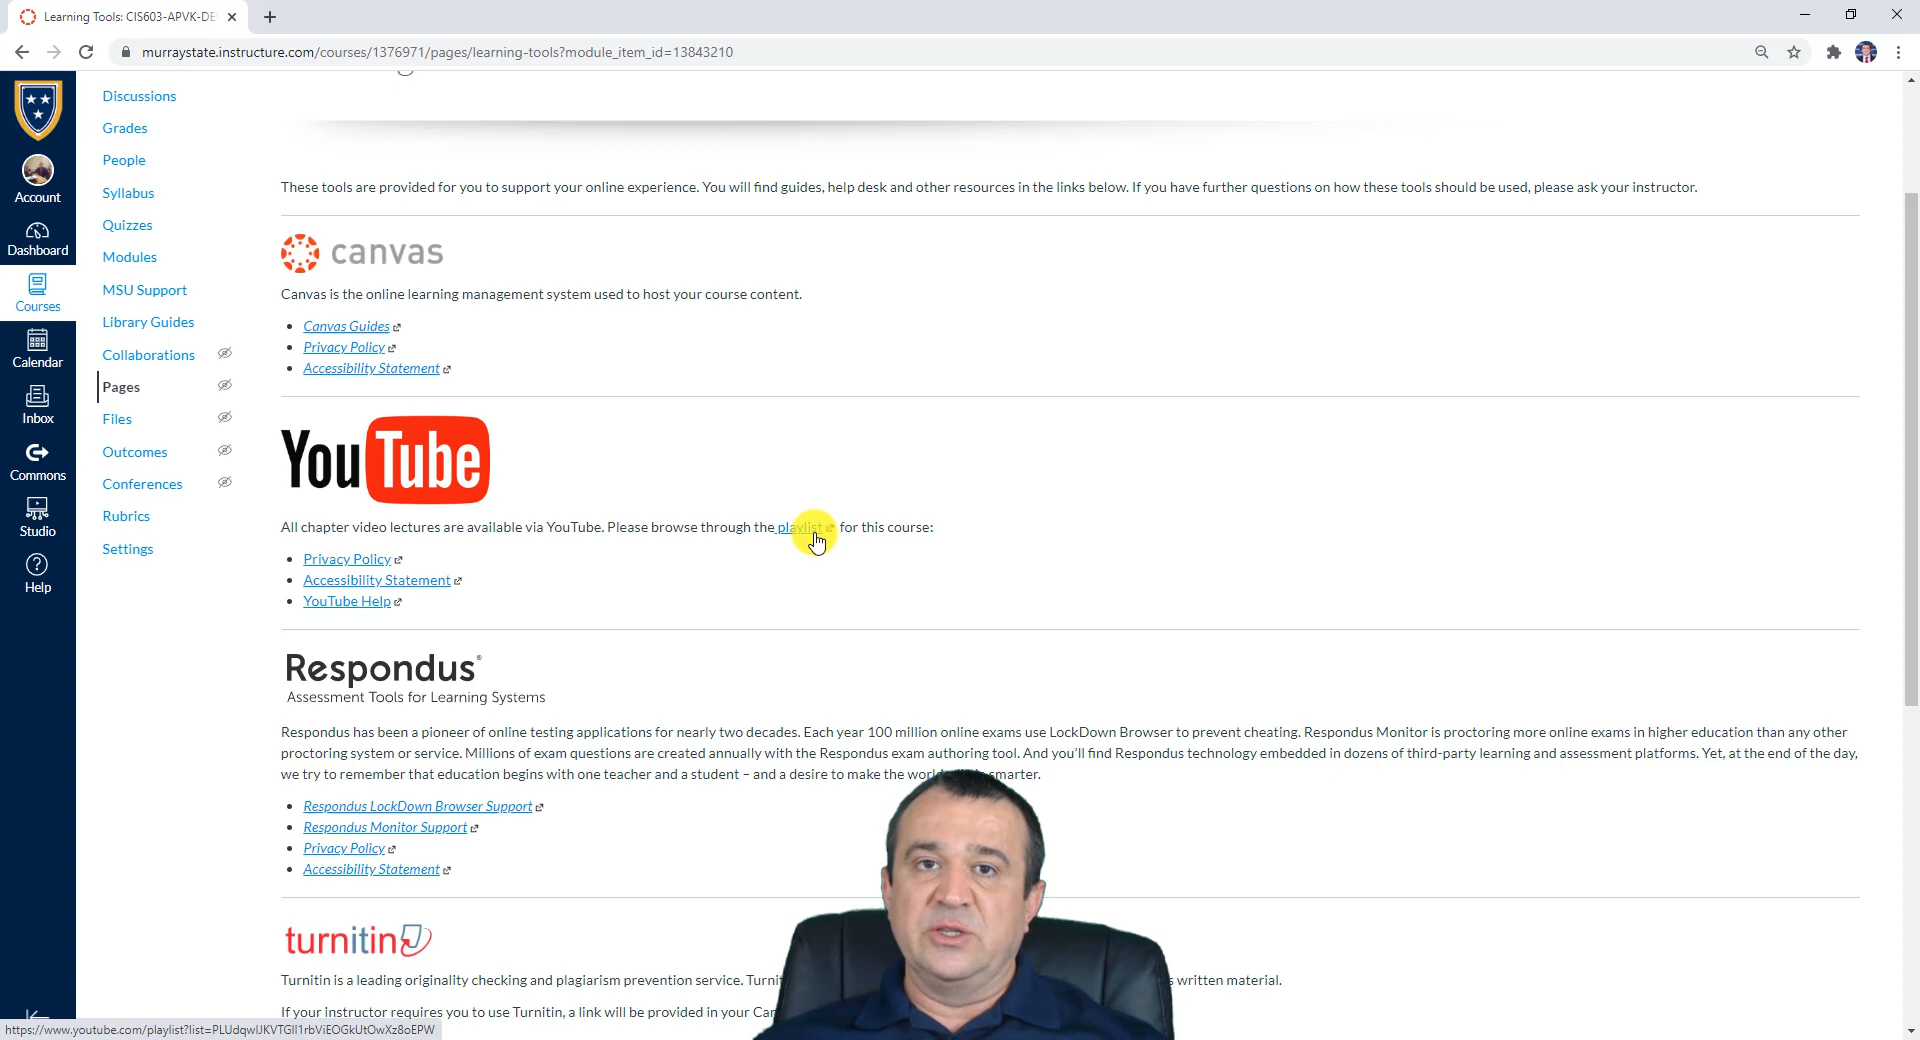 Learning Tools: CIS603-APVK-DE
murraystate.instructure.com/courses/1376971/pages/learning-tools?module_item_id=13843210
Account
Dashboard
Courses
Calendar
Inbox
Commons
Studio
Help
Discussions
Grades
People
Syllabus
Quizzes
Modules
MSU Support
Library Guides
Collaborations
Pages
Files
Outcomes
Conferences
Rubrics
Settings
These tools are provided for you to support your online experience. You will find guides, help desk and other resources in the links below. If you have further questions on how these tools should be used, please ask your instructor.
canvas
Canvas is the online learning management system used to host your course content.
Canvas Guides
Privacy Policy
Accessibility Statement
YouTube
All chapter video lectures are available via YouTube. Please browse through the playlist for this course:
Privacy Policy
Accessibility Statement
YouTube Help
Respondus®
Assessment Tools for Learning Systems
Respondus has been a pioneer of online testing applications for nearly two decades. Each year 100 million online exams use LockDown Browser to prevent cheating. Respondus Monitor is proctoring more online exams in higher education than any other
proctoring system or service. Millions of exam questions are created annually with the Respondus exam authoring tool. And you'll find Respondus technology embedded in dozens of third-party learning and assessment platforms. Yet, at the end of the day,
we try to remember that education begins with one teacher and a student – and a desire to make the world smarter.
Respondus LockDown Browser Support
Respondus Monitor Support
Privacy Policy
Accessibility Statement
turnitin
Turnitin is a leading originality checking and plagiarism prevention service. Turnit written material.
If your instructor requires you to use Turnitin, a link will be provided in your Can